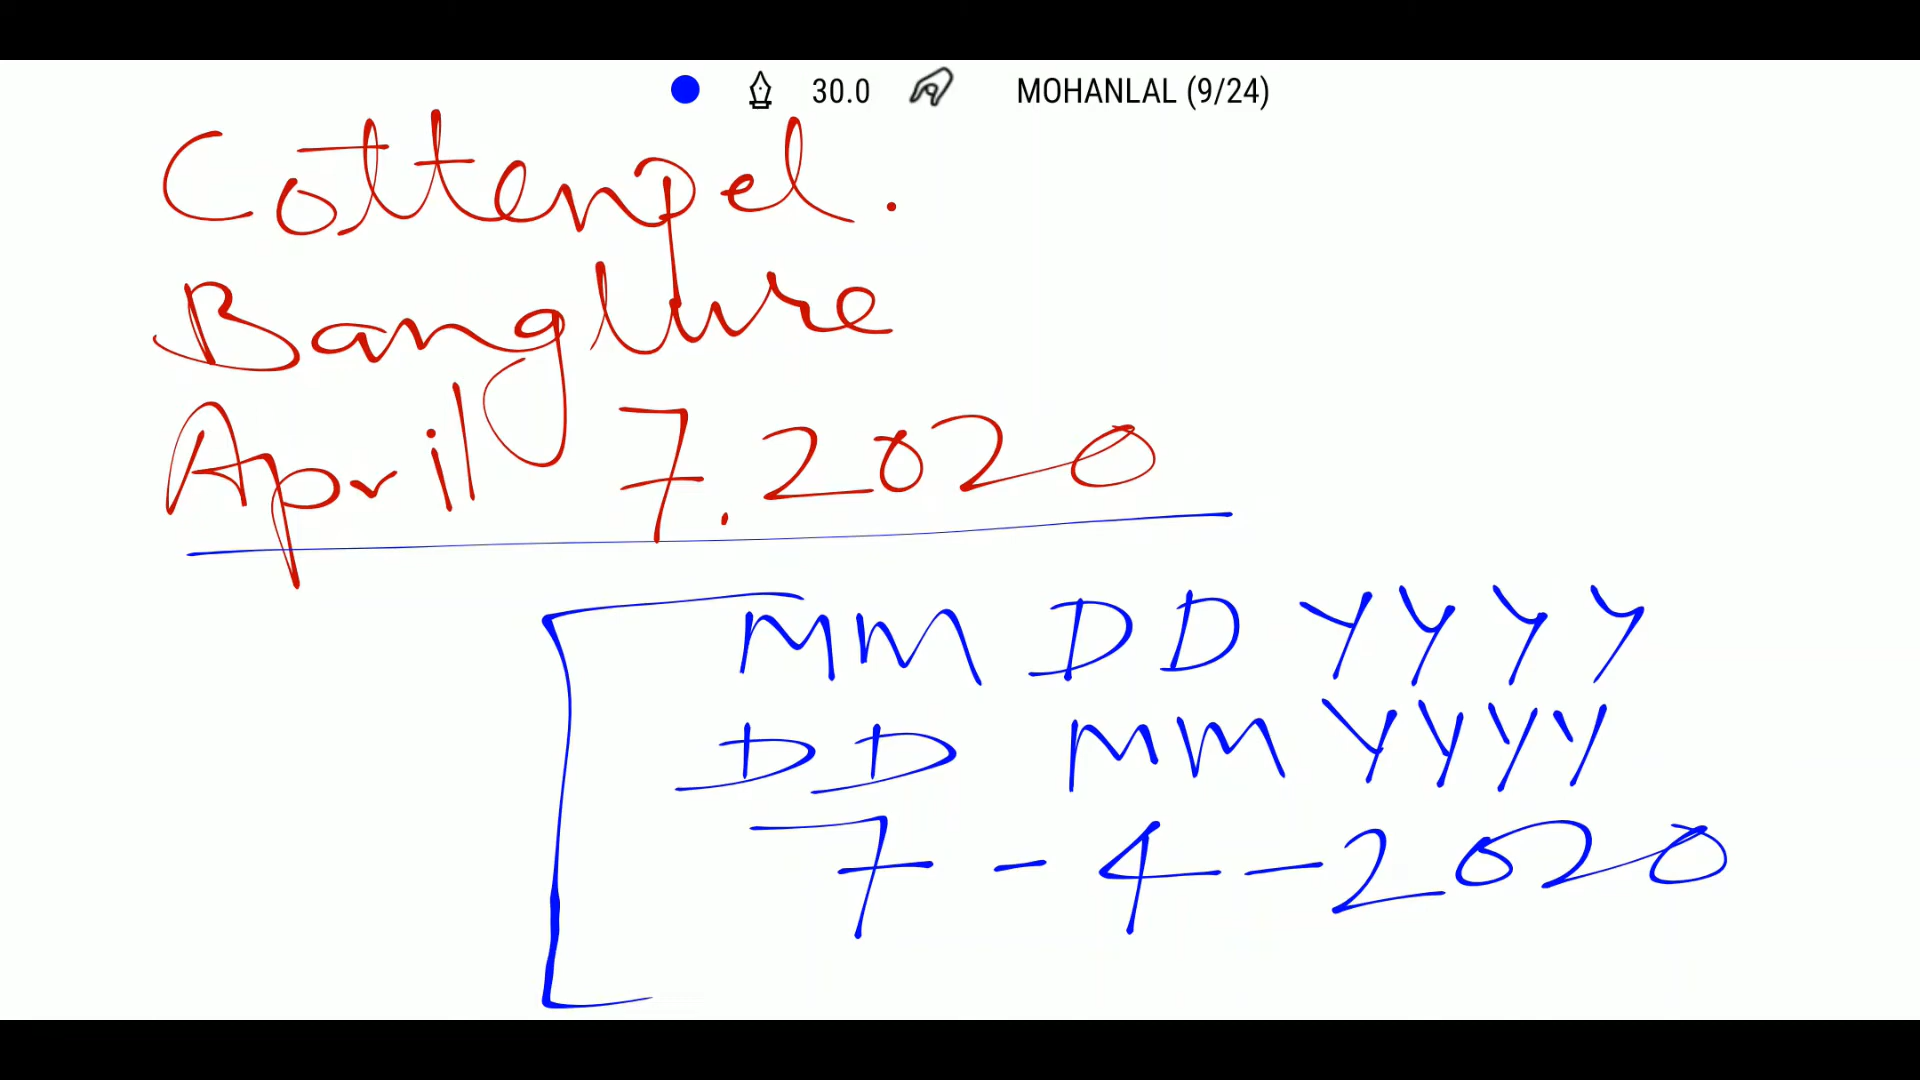 30.0 MOHANLAL (9/24)
Cottenpel.
Banglure
April 7.2020
MM DD YYYY
DD MM YYYY
7-4-2020